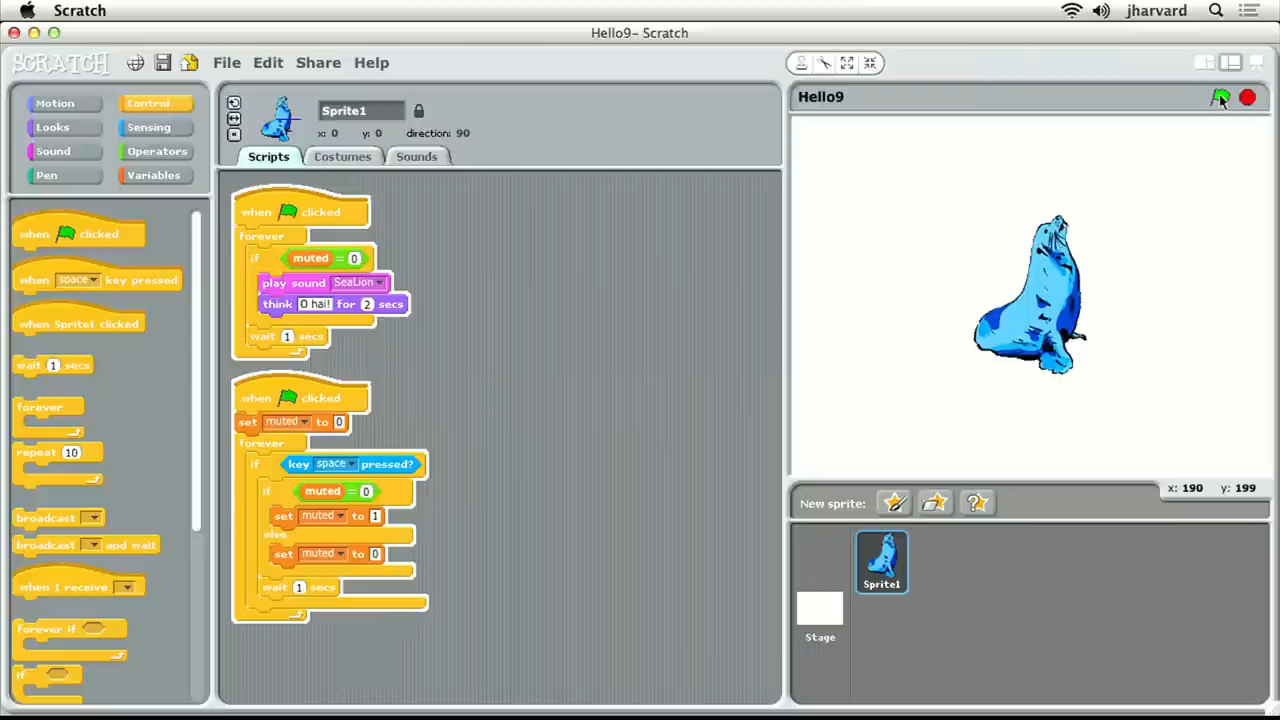 Scratch jharvard
Hello9- Scratch
SCRATCH File Edit Share Help
Motion Control
Looks Sensing
Sound Operators
Pen Variables
when clicked
when space key pressed
when Sprite1 clicked
wait 1 secs
forever
repeat 10
broadcast
broadcast and wait
when I receive
forever if
if
Sprite1
x: 0 y: 0 direction: 90
Scripts Costumes Sounds
when clicked
forever
if muted = 0
play sound SeaLion
think O hai! for 2 secs
wait 1 secs
when clicked
set muted to 0
forever
if key space pressed?
if muted = 0
set muted to 1
else
set muted to 0
wait 1 secs
Hello9
x: 190 y: 199
New sprite:
Sprite1
Stage